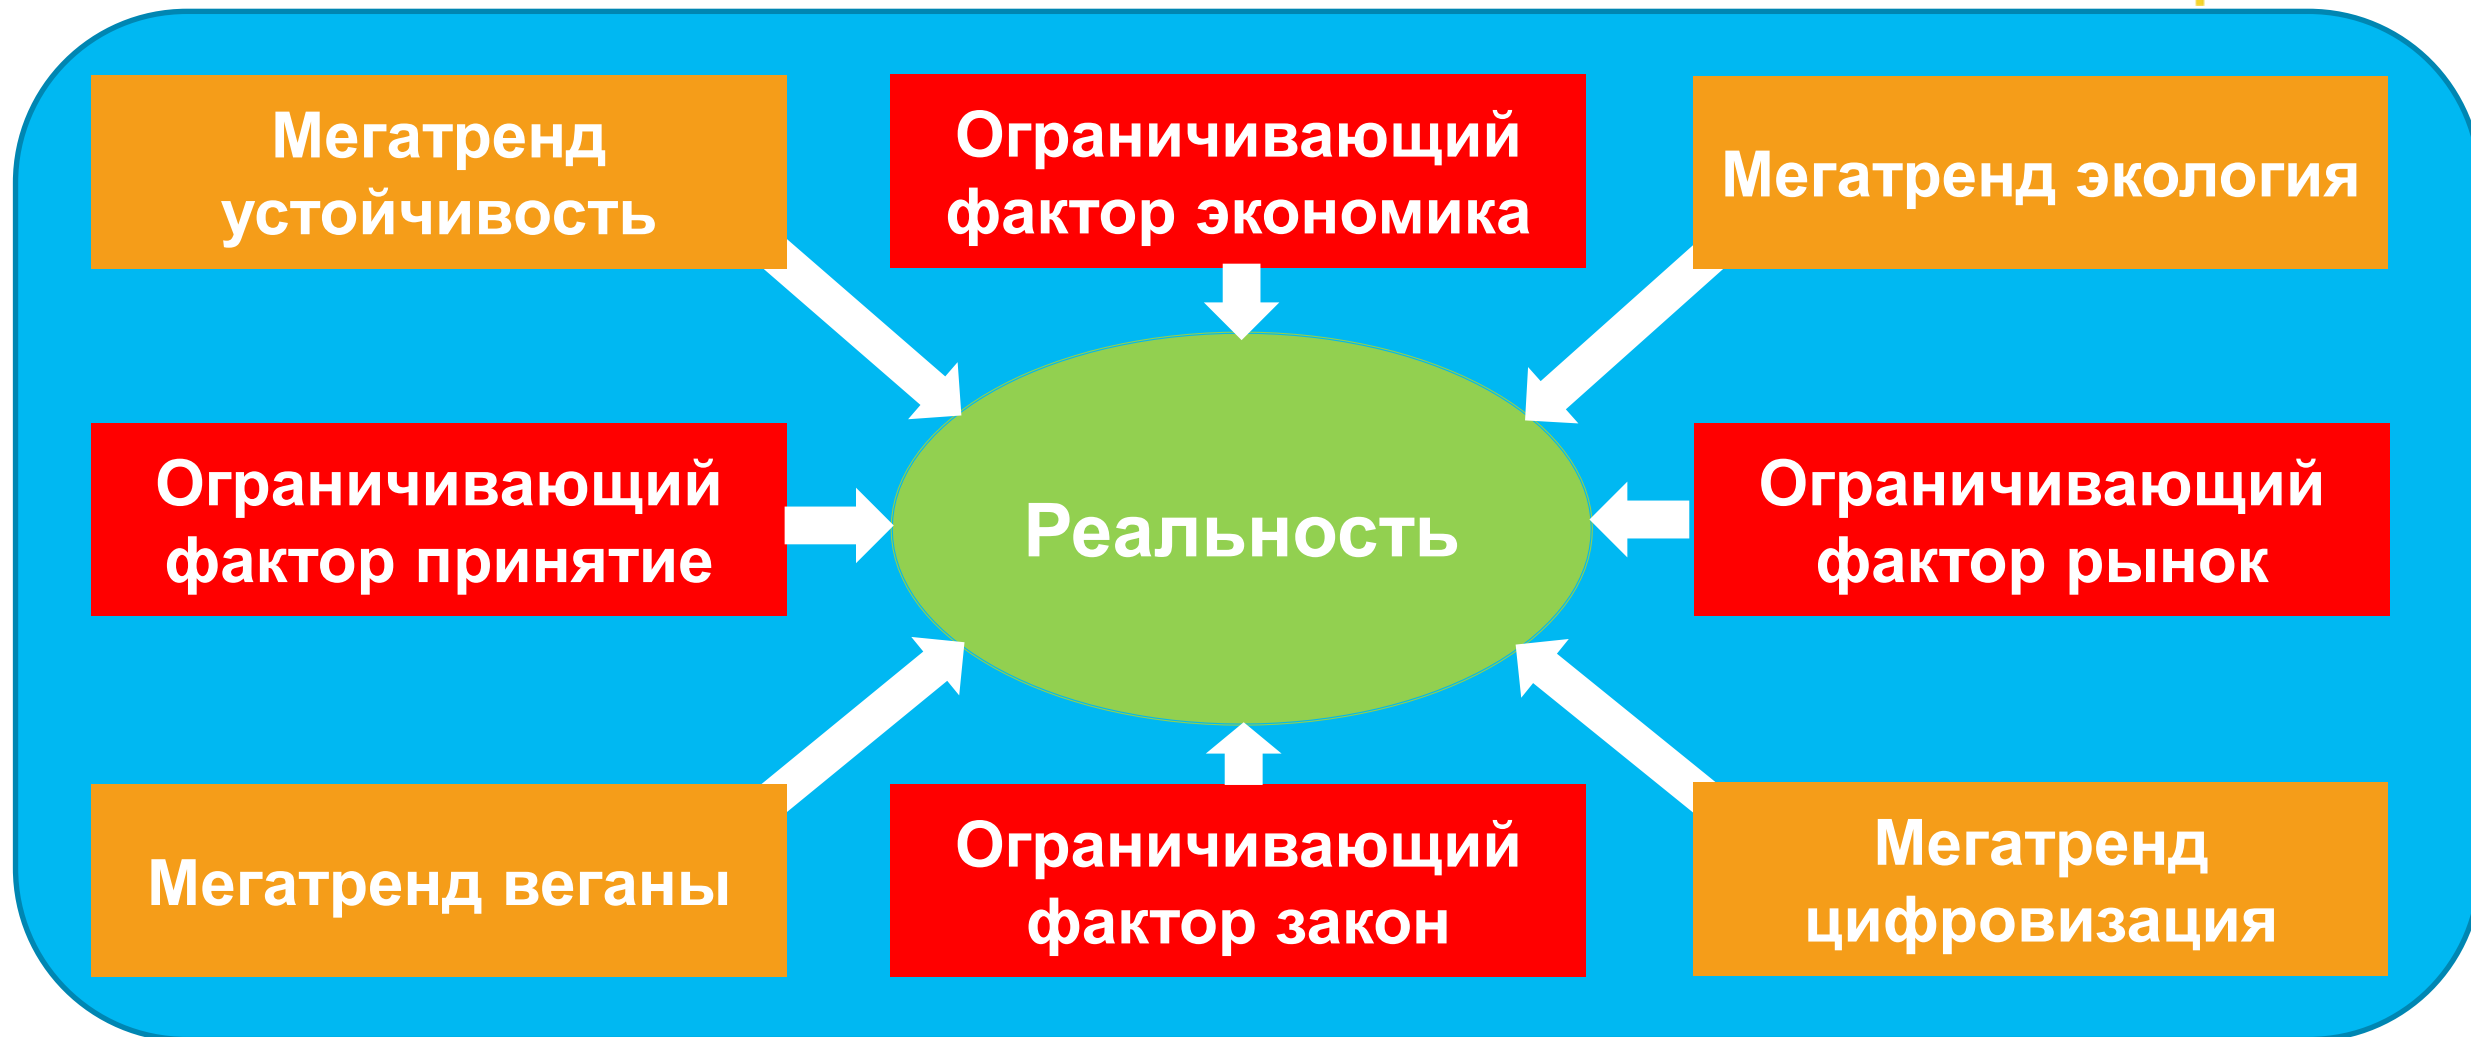 Мегатренд
устойчивость
Ограничивающий
фактор экономика
Мегатренд экология
Ограничивающий
фактор принятие
Реальность
Ограничивающий
фактор рынок
Мегатренд веганы
Ограничивающий
фактор закон
Мегатренд
цифровизация